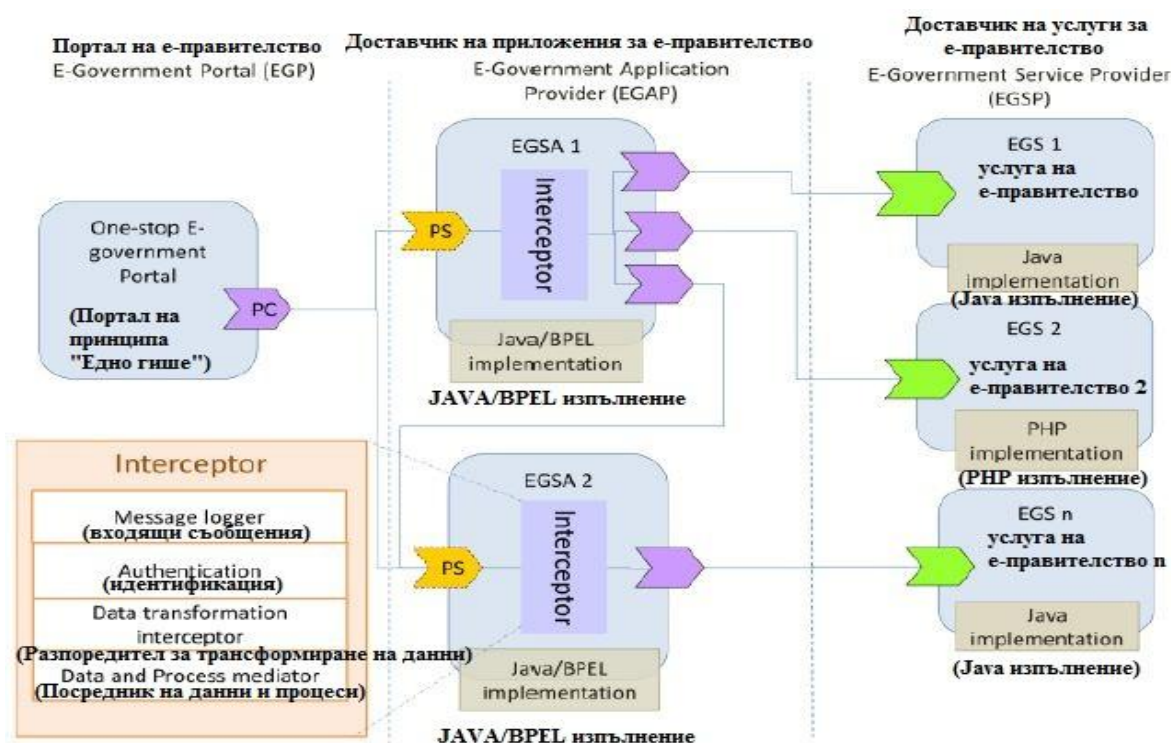 Портал на е-правителство
E-Government Portal (EGP)
Доставчик на приложения за е-правителство
E-Government Application
Provider (EGAP)
Доставчик на услуги за
е-правителство
E-Government Service Provider
(EGSP)
One-stop E-
government
Portal
(Портал на
принципа
"Едно гише")
PC
EGSA 1
PS
Interceptor
Java/BPEL
implementation
JAVA/BPEL изпълнение
EGS 1
услуга на
е-правителство
Java
implementation
(Java изпълнение)
EGS 2
услуга на
е-правителство 2
PHP
implementation
(PHP изпълнение)
Interceptor
Message logger
(входящи съобщения)
Authentication
(идентификация)
Data transformation
interceptor
(Разпоредител за трансформиране на данни)
Data and Process mediator
(Посредник на данни и процеси)
EGSA 2
PS
Interceptor
Java/BPEL
implementation
JAVA/BPEL изпълнение
EGS n
услуга на
е-правителство n
Java
implementation
(Java изпълнение)